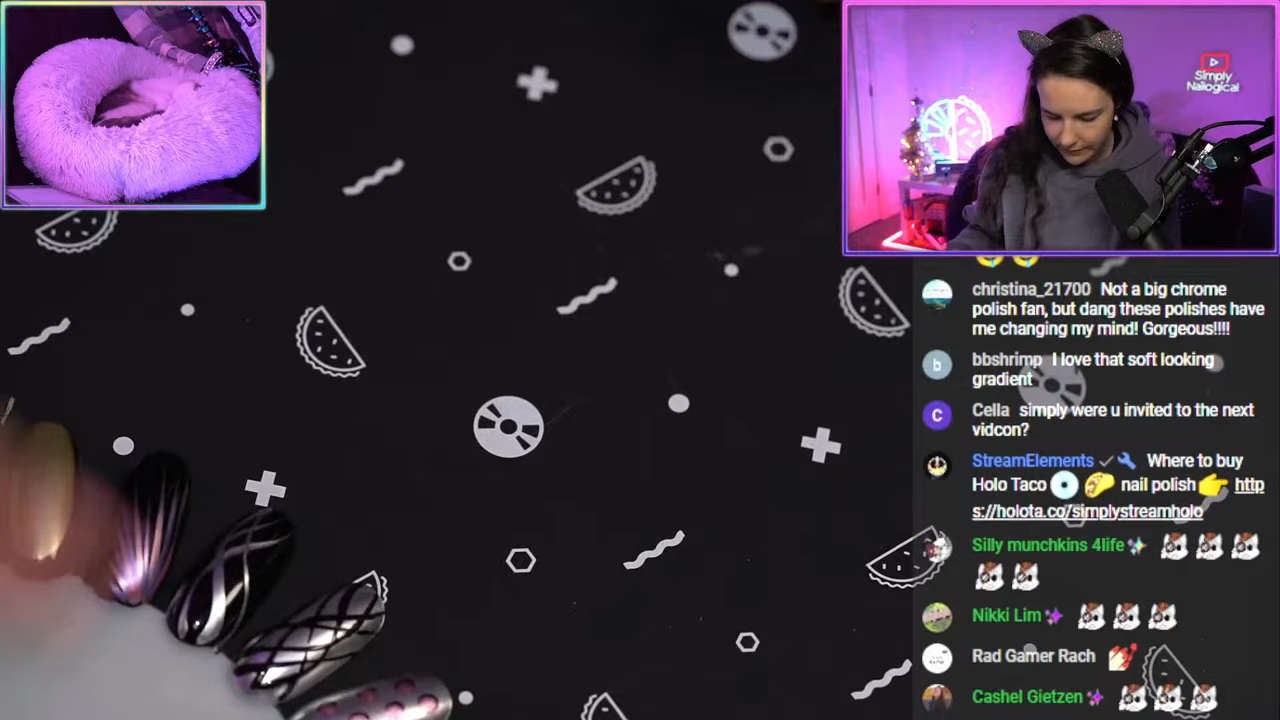 Simply
Nailogical
christina_21700 Not a big chrome
polish fan, but dang these polishes have
me changing my mind! Gorgeous!!!!
b bbshrimp I love that soft looking
gradient
C Cella simply were u invited to the next
vidcon?
StreamElements Where to buy
Holo Taco nail polish http
s://holota.co/simplystreamholo
Silly munchkins 4life
Nikki Lim
Rad Gamer Rach
Cashel Gietzen